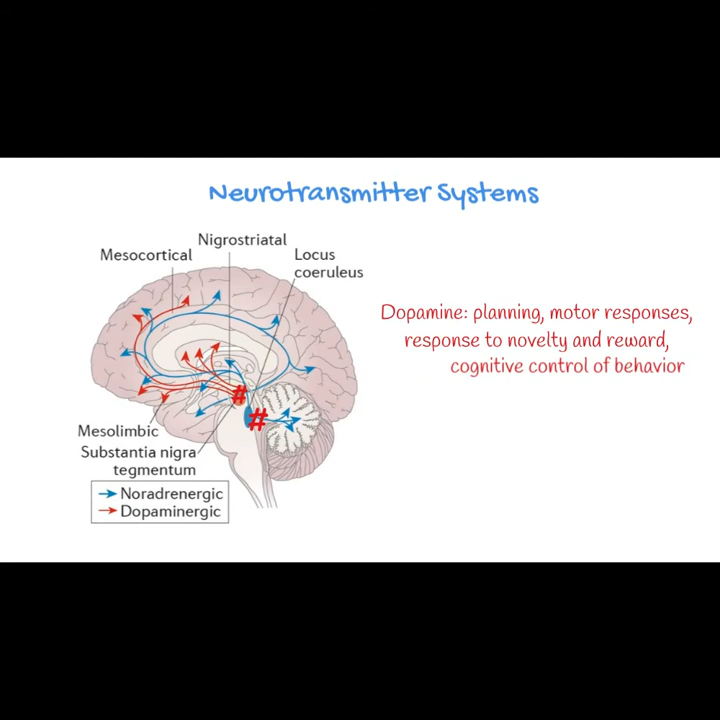 Neurotransmitter Systems
Nigrostriatal
Mesocortical
Locus
coeruleus
Dopamine: planning, motor responses,
response to novelty and reward,
cognitive control of behavior
#
#
Mesolimbic
Substantia nigra
tegmentum
Noradrenergic
Dopaminergic